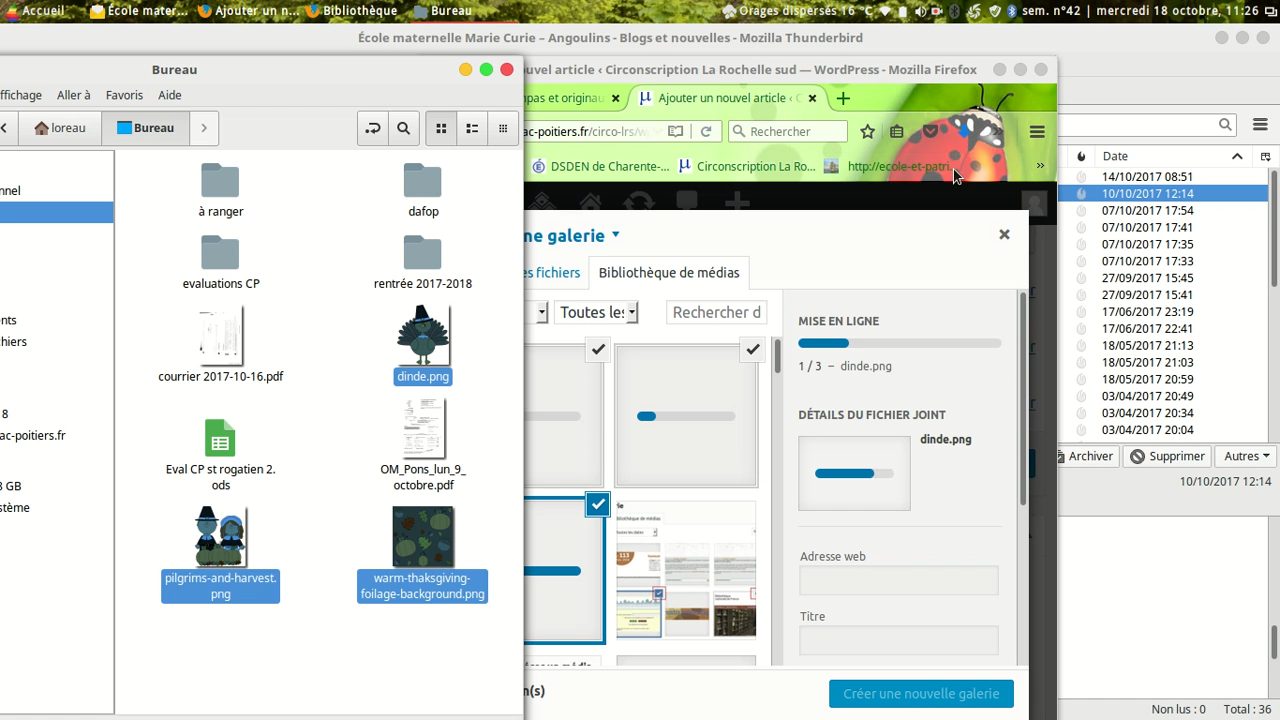 Accueil
École mater...
Ajouter un n...
Bibliothèque
Bureau
Orages dispersés 16 °C
sem. n°42 | mercredi 18 octobre, 11:26
École maternelle Marie Curie – Angoulins - Blogs et nouvelles - Mozilla Thunderbird
Bureau
ouvel article ‹ Circonscription La Rochelle sud — WordPress - Mozilla Firefox
ffichage
Aller à
Favoris
Aide
mpas et originau
Ajouter un nouvel article ‹ C
loreau
Bureau
ac-poitiers.fr/circo-lrs/w
Rechercher
DSDEN de Charente-...
Circonscription La Ro...
http://ecole-et-patri...
nnel
ents
chiers
8
ac-poitiers.fr
GB
stème
à ranger
dafop
evaluations CP
rentrée 2017-2018
courrier 2017-10-16.pdf
dinde.png
Eval CP st rogatien 2.
ods
OM_Pons_lun_9_
octobre.pdf
pilgrims-and-harvest.
png
warm-thaksgiving-
foilage-background.png
ne galerie
es fichiers
Bibliothèque de médias
Toutes les
Rechercher d
MISE EN LIGNE
1 / 3 – dinde.png
DÉTAILS DU FICHIER JOINT
dinde.png
Adresse web
Titre
n(s)
Créer une nouvelle galerie
Date
14/10/2017 08:51
10/10/2017 12:14
07/10/2017 17:54
07/10/2017 17:41
07/10/2017 17:35
07/10/2017 17:33
27/09/2017 15:45
27/09/2017 15:41
17/06/2017 23:19
17/06/2017 22:41
18/05/2017 21:13
18/05/2017 21:03
18/05/2017 20:59
03/04/2017 20:49
03/04/2017 20:34
03/04/2017 20:04
Archiver
Supprimer
Autres
10/10/2017 12:14
Non lus : 0
Total : 36